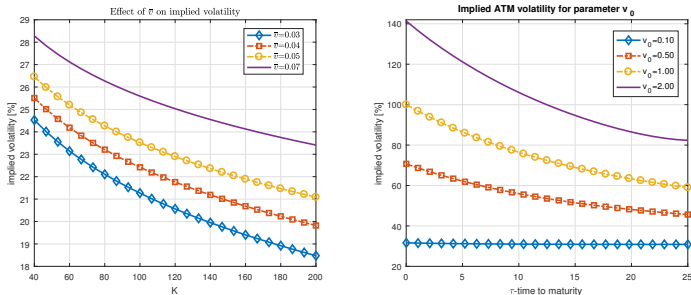 Effect of v̄ on implied volatility
29
28
27
26
25
24
23
22
21
20
19
18
implied volatility [%]
40
60
80
100
120
140
160
180
200
K
v̄=0.03
v̄=0.04
v̄=0.05
v̄=0.07
Implied ATM volatility for parameter v₀
140
120
100
80
60
40
20
implied volatility [%]
0
5
10
15
20
25
τ-time to maturity
v₀=0.10
v₀=0.50
v₀=1.00
v₀=2.00